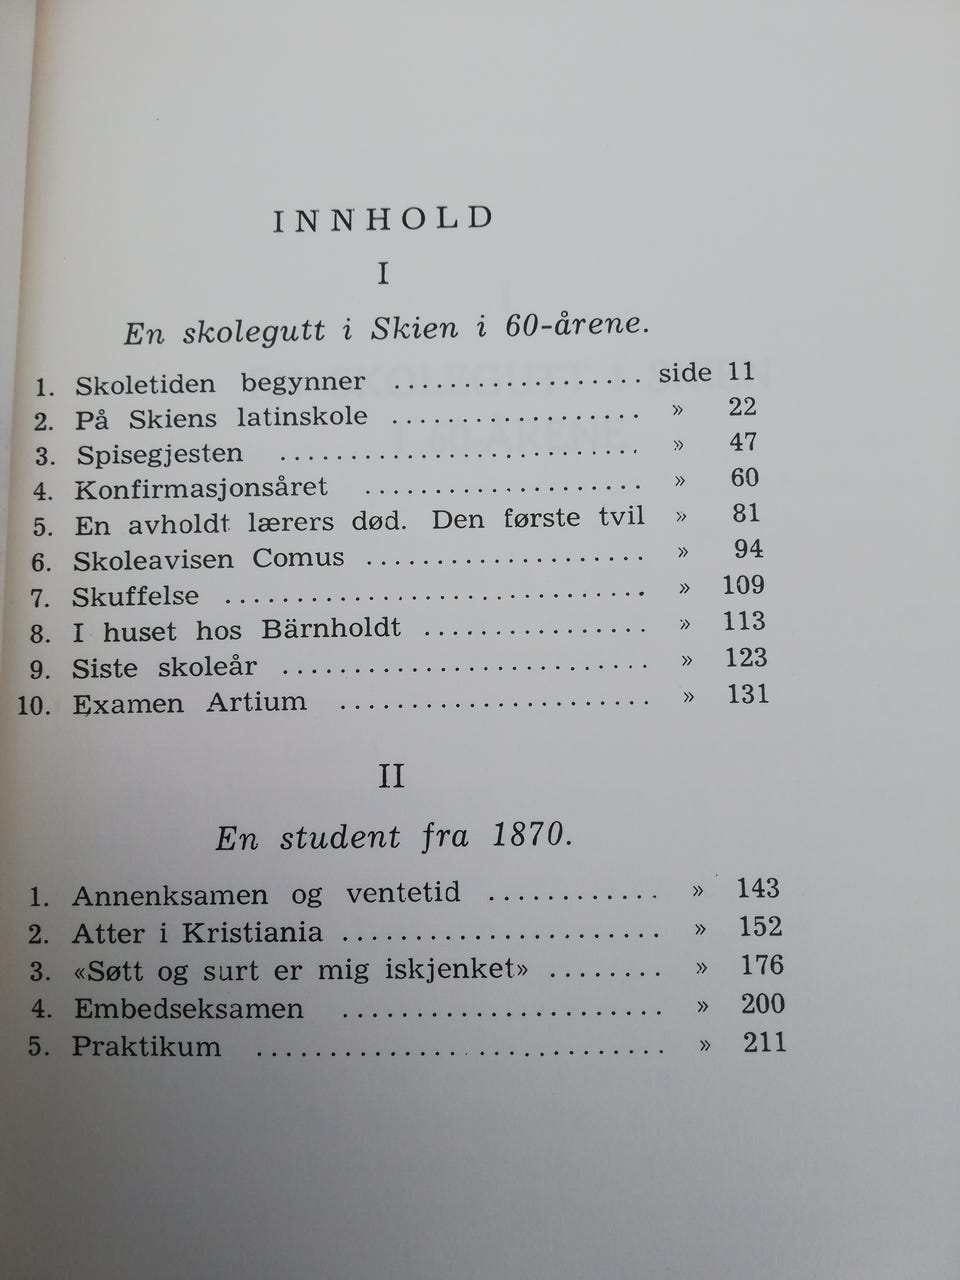 INNHOLD
I
En skolegutt i Skien i 60-årene.
1. Skoletiden begynner .................. side 11
2. På Skiens latinskole .................. » 22
3. Spisegjesten .......................... » 47
4. Konfirmasjonsåret .................... » 60
5. En avholdt lærers død. Den første tvil » 81
6. Skoleavisen Comus .................... » 94
7. Skuffelse .............................. » 109
8. I huset hos Bärnholdt ................ » 113
9. Siste skoleår .......................... » 123
10. Examen Artium ...................... » 131
II
En student fra 1870.
1. Annenksamen og ventetid ............ » 143
2. Atter i Kristiania ...................... » 152
3. «Søtt og surt er mig iskjenket» ........ » 176
4. Embedseksamen ...................... » 200
5. Praktikum ............................ » 211